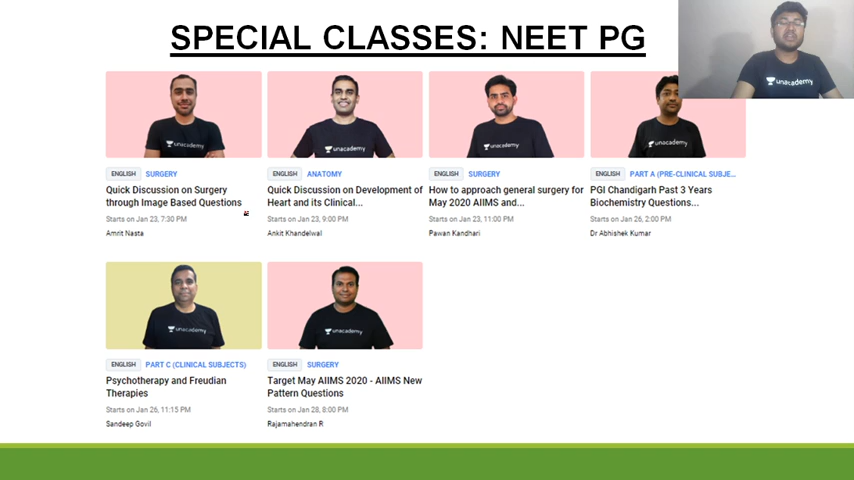 SPECIAL CLASSES: NEET PG
unacademy
unacademy
unacademy
unacademy
unacademy
ENGLISH SURGERY
Quick Discussion on Surgery
through Image Based Questions
Starts on Jan 23, 7:30 PM
Amrit Nasta
ENGLISH ANATOMY
Quick Discussion on Development of
Heart and its Clinical...
Starts on Jan 23, 9:00 PM
Ankit Khandelwal
ENGLISH SURGERY
How to approach general surgery for
May 2020 AIIMS and...
Starts on Jan 23, 11:00 PM
Pawan Kandhari
ENGLISH PART A (PRE-CLINICAL SUBJE...
PGI Chandigarh Past 3 Years
Biochemistry Questions...
Starts on Jan 26, 2:00 PM
Dr Abhishek Kumar
unacademy
unacademy
ENGLISH PART C (CLINICAL SUBJECTS)
Psychotherapy and Freudian
Therapies
Starts on Jan 26, 11:15 PM
Sandeep Govil
ENGLISH SURGERY
Target May AIIMS 2020 - AIIMS New
Pattern Questions
Starts on Jan 28, 8:00 PM
Rajamahendran R